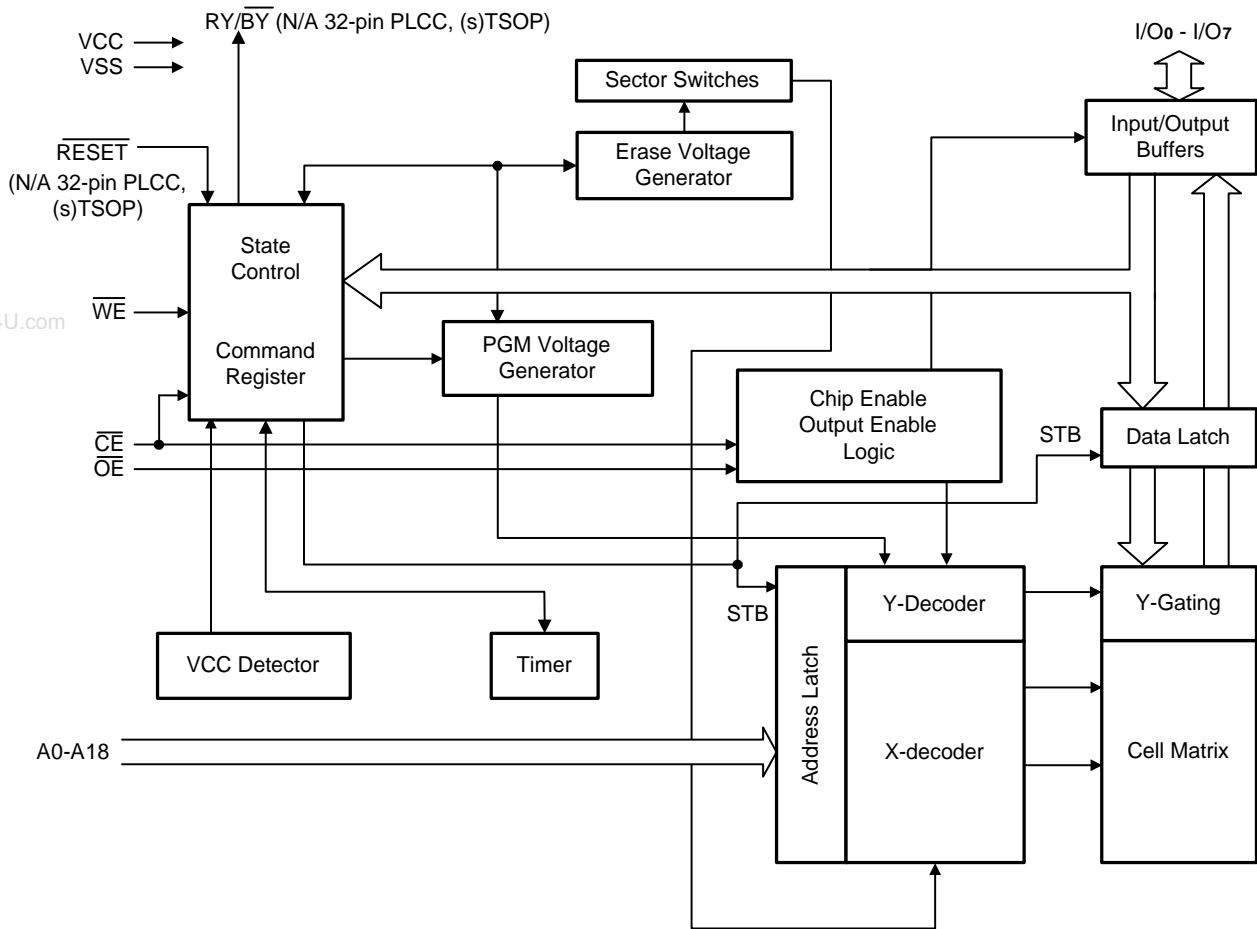 RY/BY (N/A 32-pin PLCC, (s)TSOP)
VCC
VSS
I/O0 - I/O7
Sector Switches
Input/Output
Buffers
RESET
(N/A 32-pin PLCC,
(s)TSOP)
Erase Voltage
Generator
State
Control
WE
4U.com
Command
Register
PGM Voltage
Generator
Chip Enable
Output Enable
Logic
CE
OE
STB
Data Latch
STB
Address Latch
Y-Decoder
Y-Gating
VCC Detector
Timer
A0-A18
X-decoder
Cell Matrix